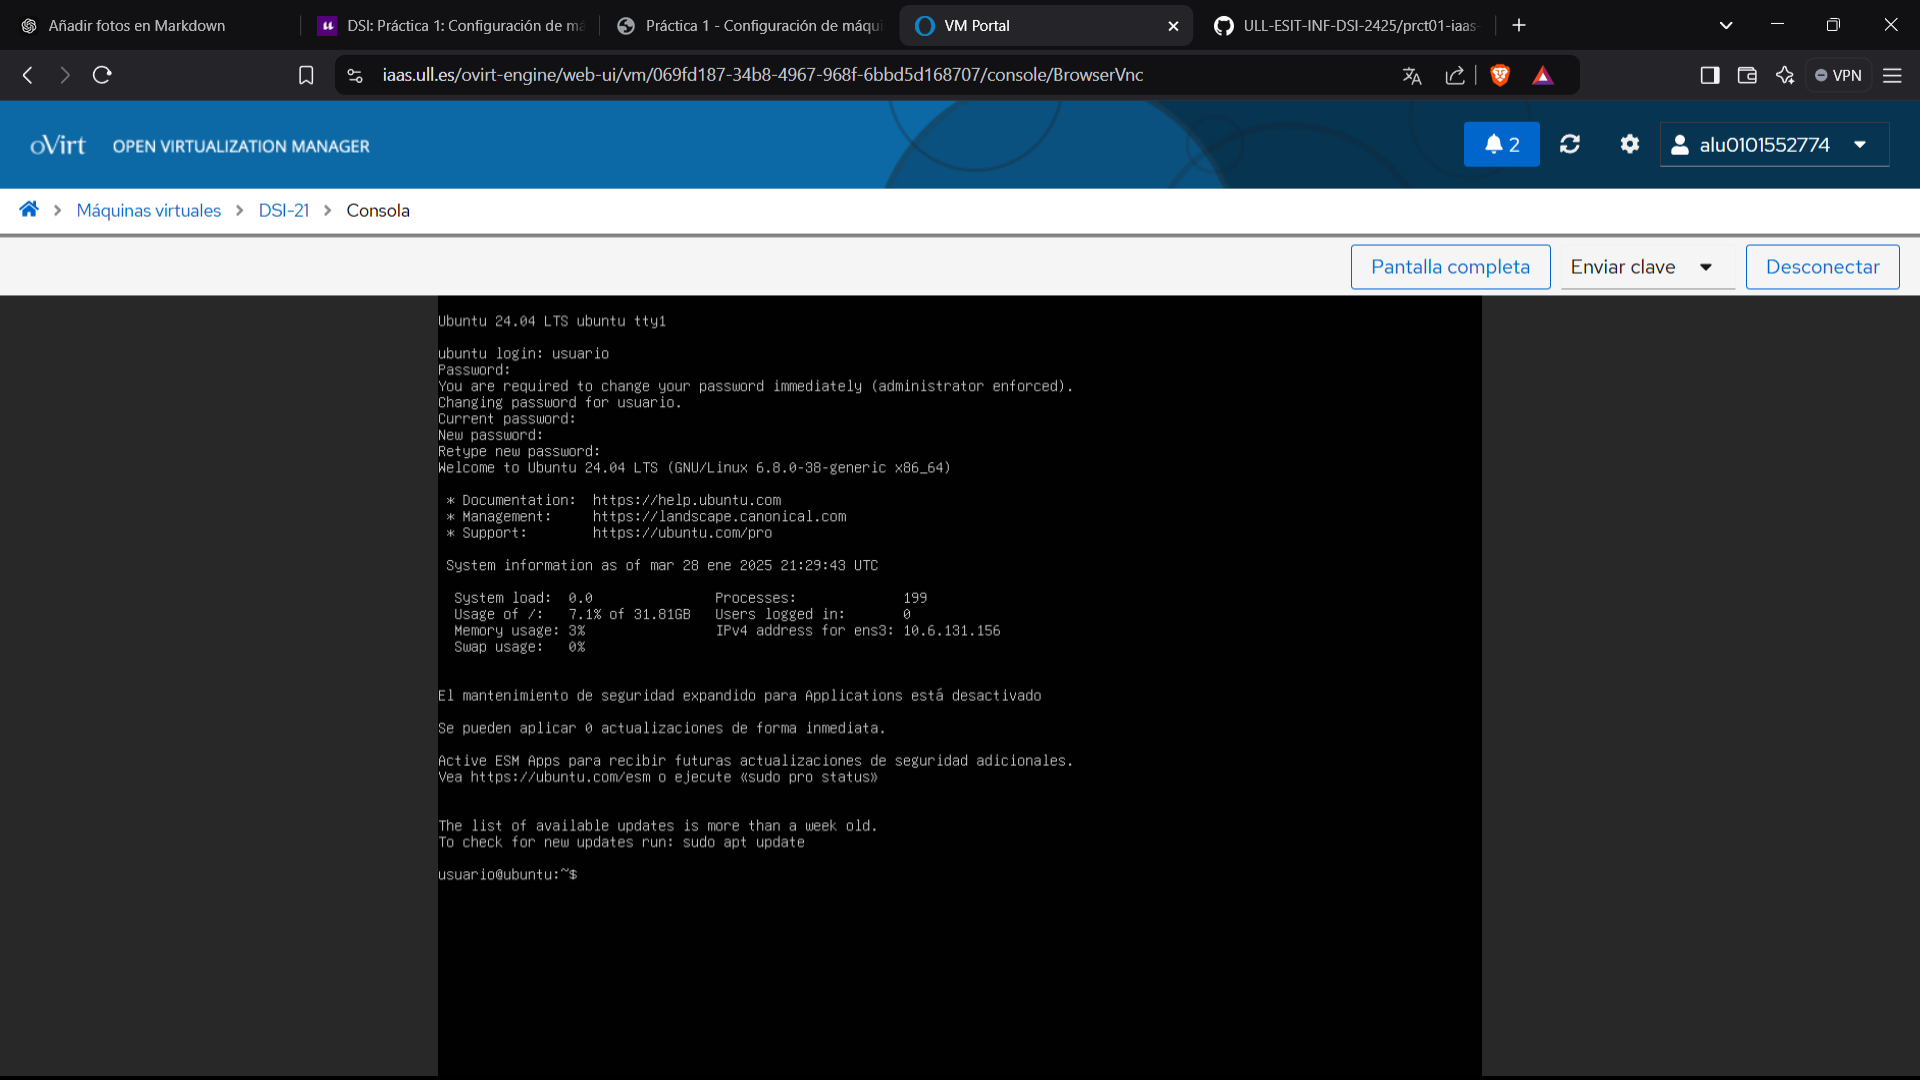 Añadir fotos en Markdown
DSI: Práctica 1: Configuración de má
Práctica 1 - Configuración de máqui
VM Portal
ULL-ESIT-INF-DSI-2425/prct01-iaas-
iaas.ull.es/ovirt-engine/web-ui/vm/069fd187-34b8-4967-968f-6bbd5d168707/console/BrowserVnc
VPN
oVirt OPEN VIRTUALIZATION MANAGER
2
alu0101552774
Máquinas virtuales > DSI-21 > Consola
Pantalla completa
Enviar clave
Desconectar
Ubuntu 24.04 LTS ubuntu tty1
ubuntu login: usuario
Password:
You are required to change your password immediately (administrator enforced).
Changing password for usuario.
Current password:
New password:
Retype new password:
Welcome to Ubuntu 24.04 LTS (GNU/Linux 6.8.0-38-generic x86_64)
* Documentation: https://help.ubuntu.com
* Management: https://landscape.canonical.com
* Support: https://ubuntu.com/pro
System information as of mar 28 ene 2025 21:29:43 UTC
System load: 0.0 Processes: 199
Usage of /: 7.1% of 31.81GB Users logged in: 0
Memory usage: 3% IPv4 address for ens3: 10.6.131.156
Swap usage: 0%
El mantenimiento de seguridad expandido para Applications está desactivado
Se pueden aplicar 0 actualizaciones de forma inmediata.
Active ESM Apps para recibir futuras actualizaciones de seguridad adicionales.
Vea https://ubuntu.com/esm o ejecute «sudo pro status»
The list of available updates is more than a week old.
To check for new updates run: sudo apt update
usuario@ubuntu:~$